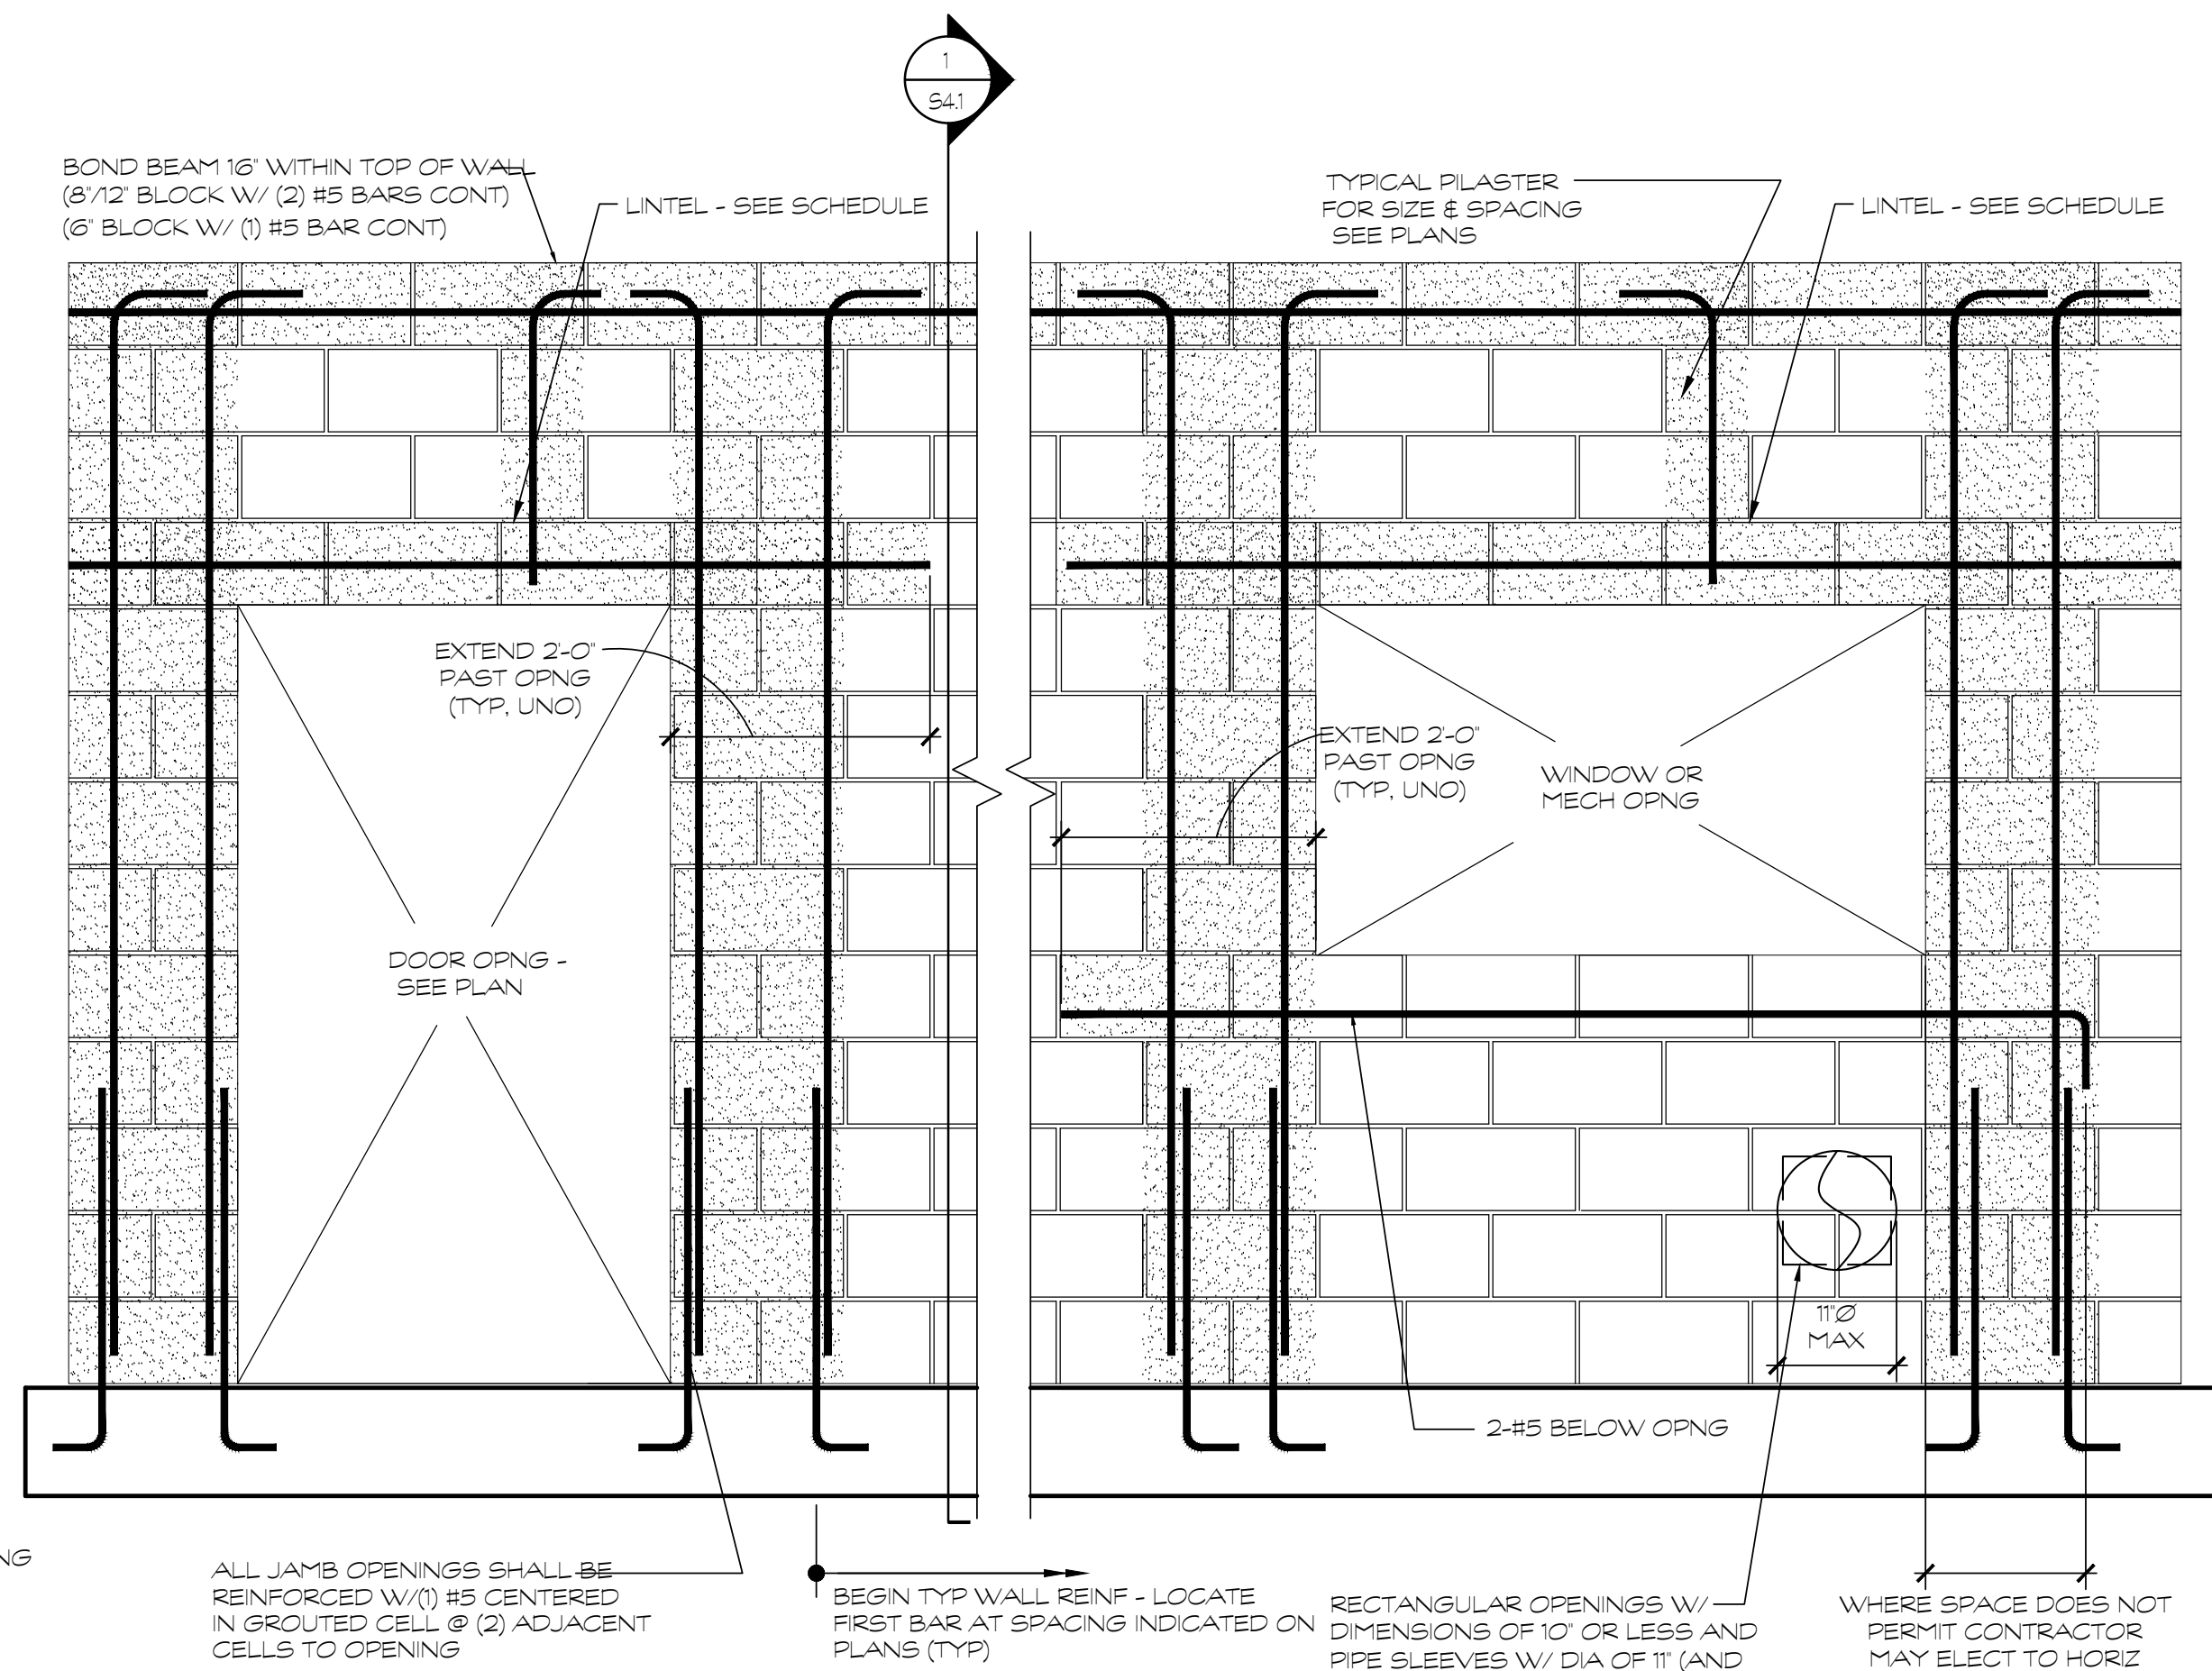 1
S4.1
BOND BEAM 16" WITHIN TOP OF WALL
(8"/12" BLOCK W/ (2) #5 BARS CONT)
(6" BLOCK W/ (1) #5 BAR CONT)
LINTEL - SEE SCHEDULE
TYPICAL PILASTER
FOR SIZE & SPACING
SEE PLANS
LINTEL - SEE SCHEDULE
EXTEND 2'-0"
PAST OPNG
(TYP, UNO)
EXTEND 2'-0"
PAST OPNG
(TYP, UNO)
WINDOW OR
MECH OPNG
DOOR OPNG -
SEE PLAN
11"Ø
MAX
2-#5 BELOW OPNG
NG
ALL JAMB OPENINGS SHALL BE
REINFORCED W/(1) #5 CENTERED
IN GROUTED CELL @ (2) ADJACENT
CELLS TO OPENING
BEGIN TYP WALL REINF - LOCATE
FIRST BAR AT SPACING INDICATED ON
PLANS (TYP)
RECTANGULAR OPENINGS W/
DIMENSIONS OF 10" OR LESS AND
PIPE SLEEVES W/ DIA OF 11" (AND
WHERE SPACE DOES NOT
PERMIT CONTRACTOR
MAY ELECT TO HORIZ